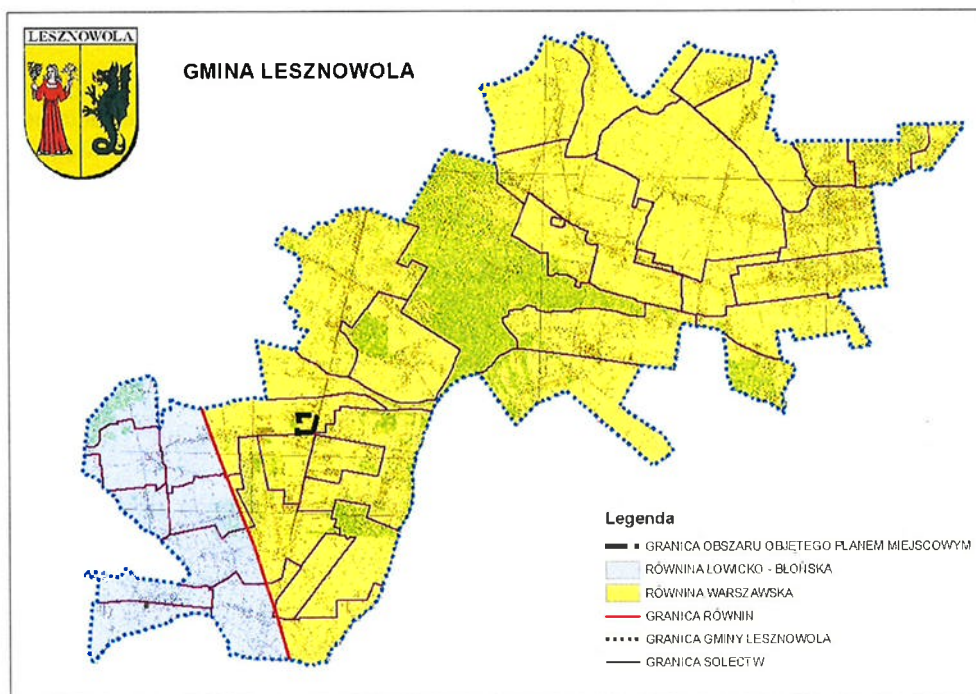 LESZNOWOLA
GMINA LESZNOWOLA
Legenda
GRANICA OBSZARU OBJĘTEGO PLANEM MIEJSCOWYM
RÓWNINA ŁOWICKO - BŁOŃSKA
RÓWNINA WARSZAWSKA
GRANICA RÓWNIN
GRANICA GMINY LESZNOWOLA
GRANICA SOŁECTW